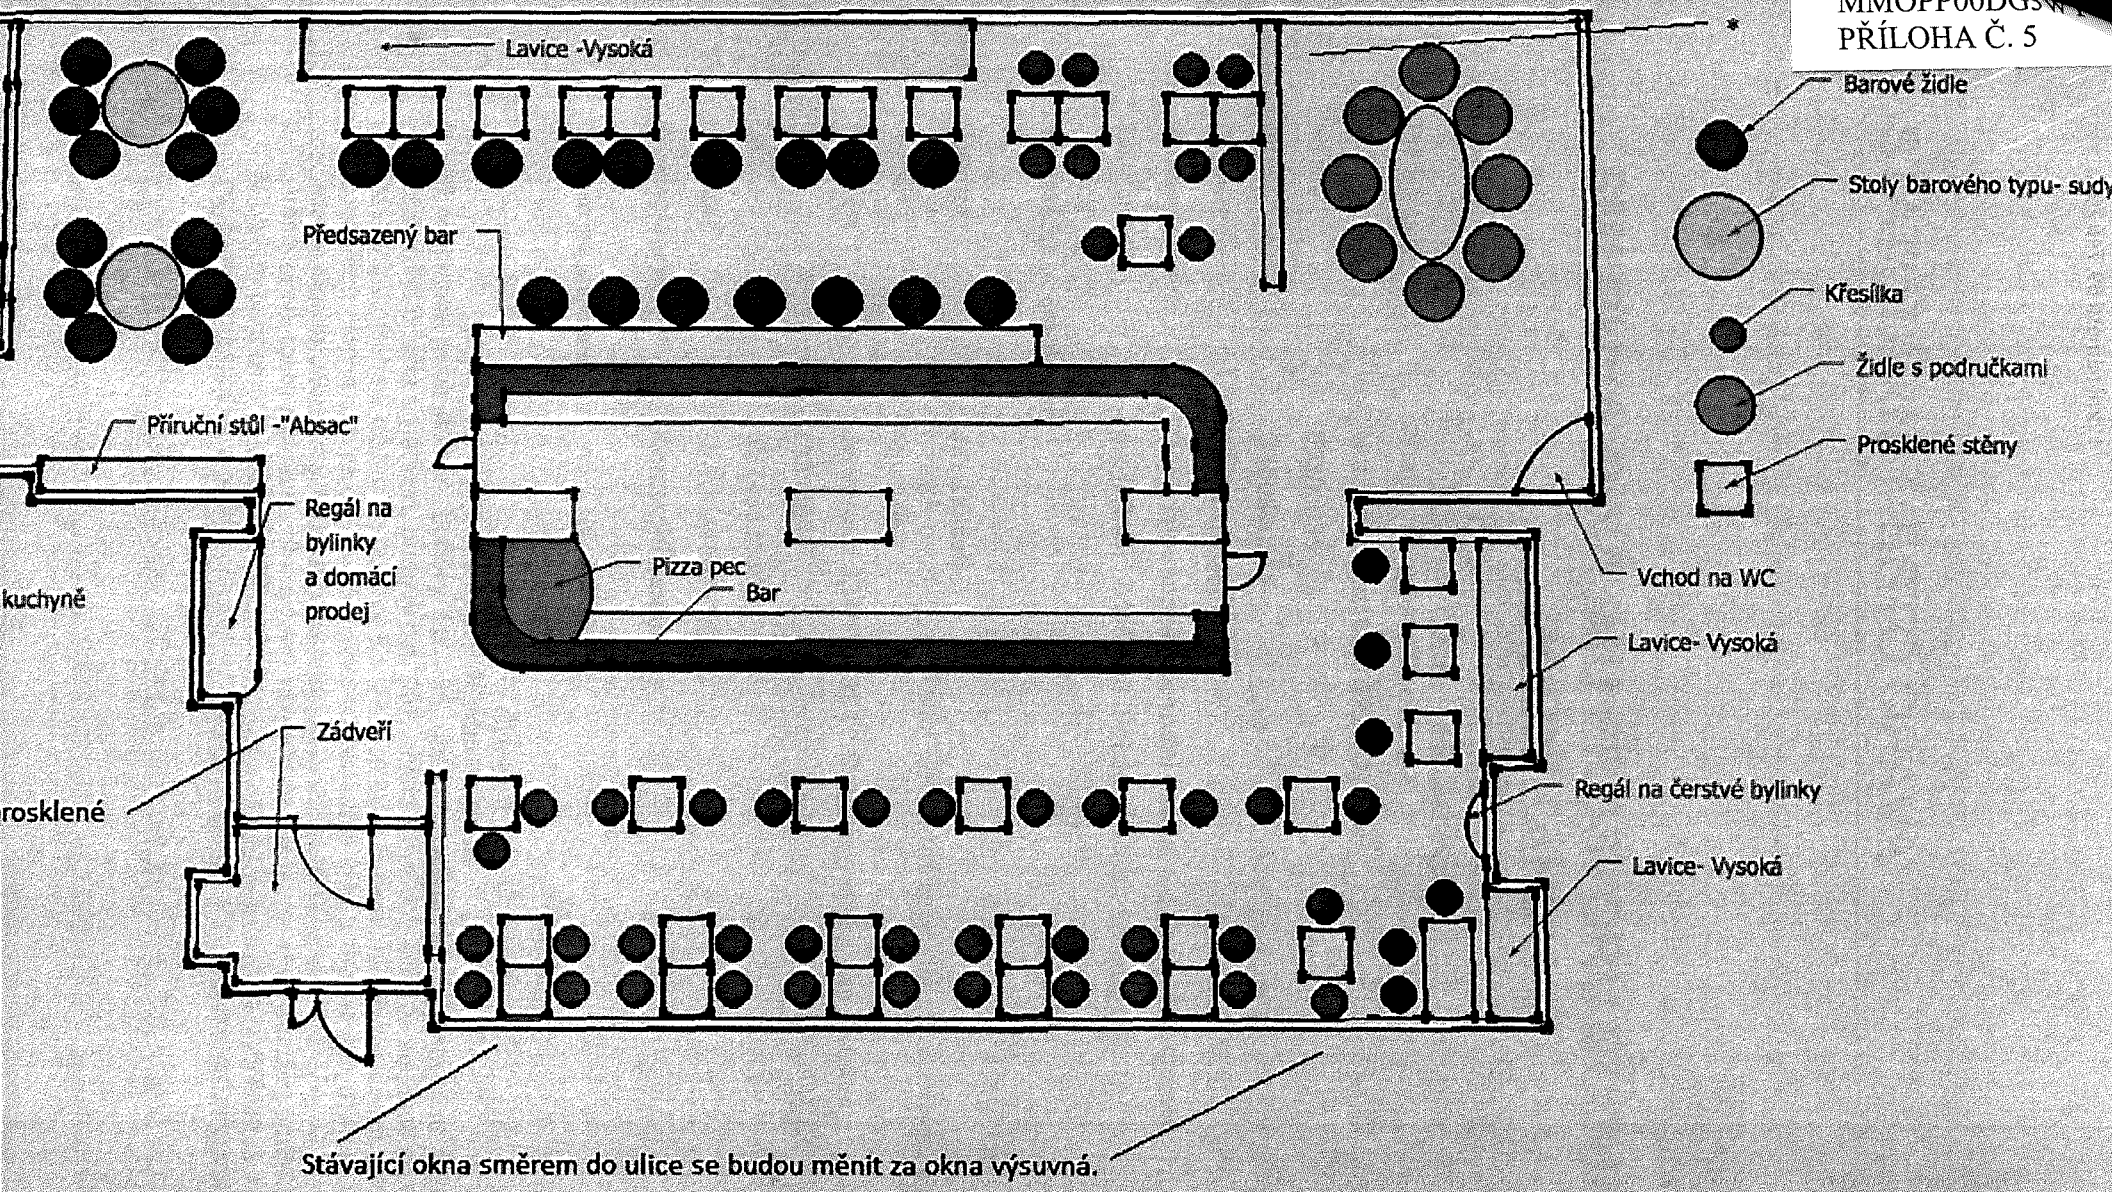 PŘÍLOHA Č. 5
Lavice -Vysoká
Barové židle
Stoly barového typu- sudy
Předsazený bar
Křesílka
Židle s područkami
Příruční stůl -"Absac"
Prosklené stěny
Regál na
bylinky
a domácí
prodej
kuchyně
Pizza pec
Bar
Vchod na WC
Lavice- Vysoká
Zádveří
rosklené
Regál na čerstvé bylinky
Lavice- Vysoká
Stávající okna směrem do ulice se budou měnit za okna výsuvná.